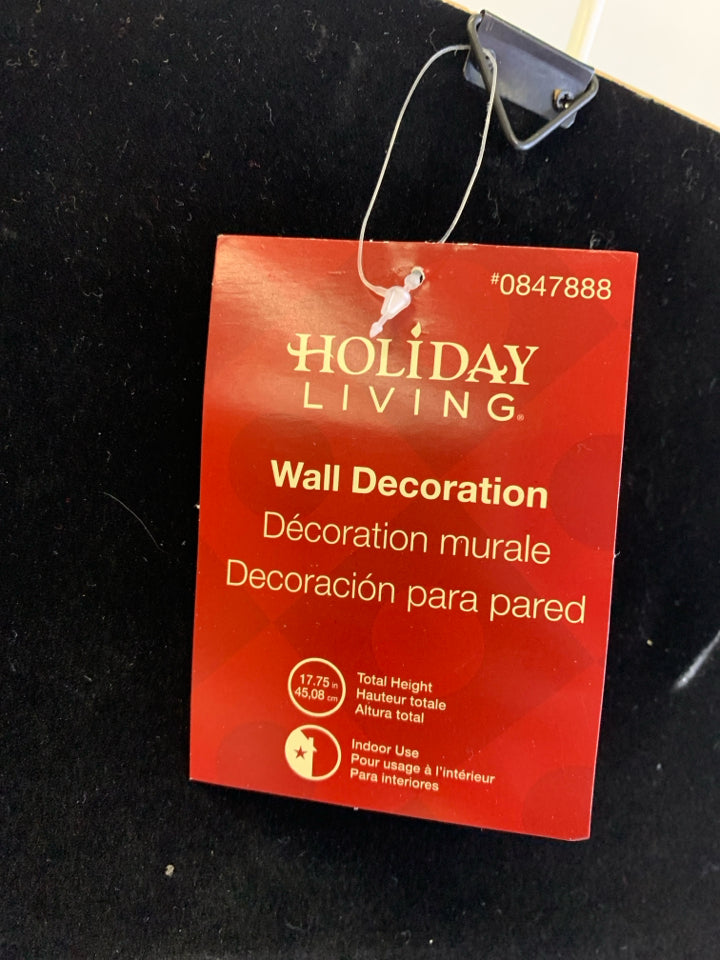 #0847888
HOLIDAY
LIVING®
Wall Decoration
Décoration murale
Decoración para pared
17.75 in
45,08 cm
Total Height
Hauteur totale
Altura total
Indoor Use
Pour usage à l'intérieur
Para interiores